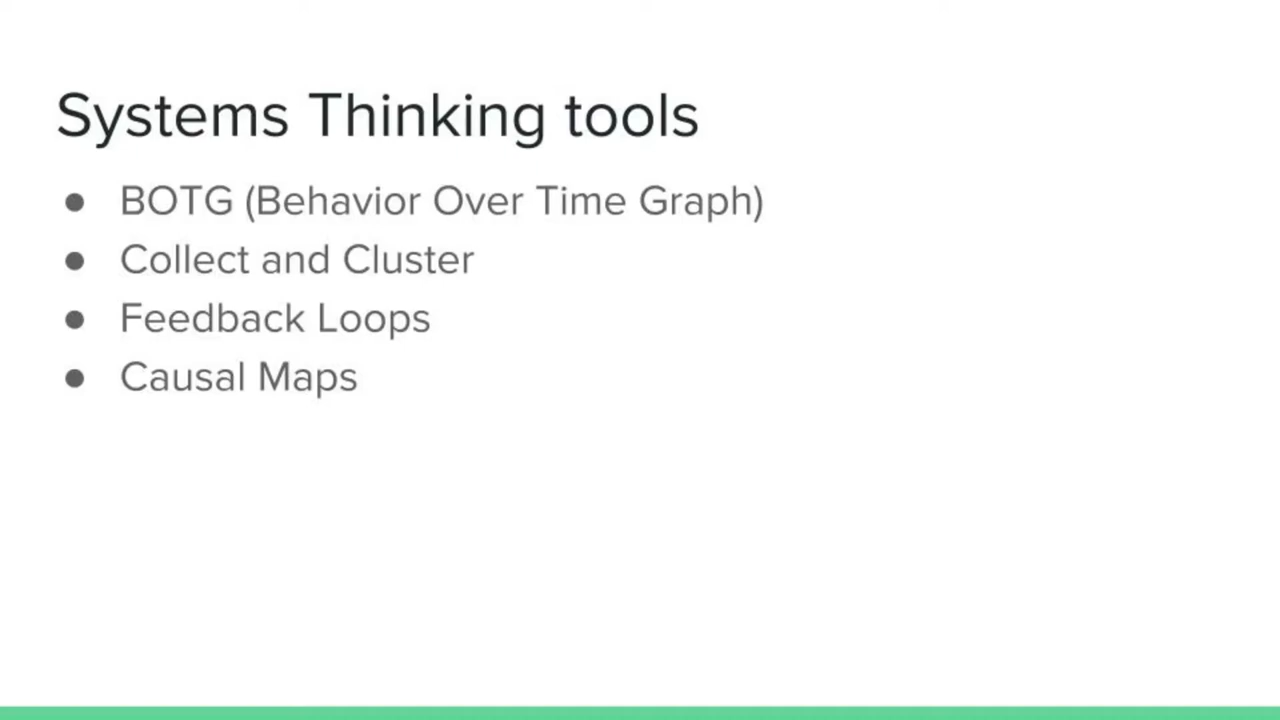 Systems Thinking tools
● BOTG (Behavior Over Time Graph)
● Collect and Cluster
● Feedback Loops
● Causal Maps